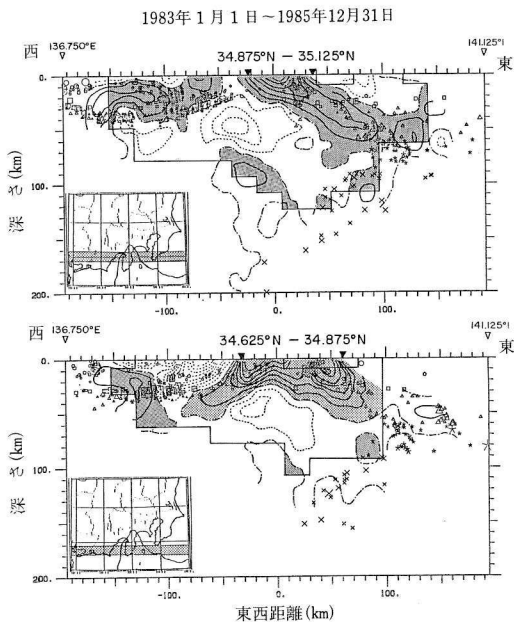 1983年1月1日～1985年12月31日
西
136.750°E
34.875°N － 35.125°N
141.125°I
東
0.
100.
200.
深さ(km)
-100.
0.
100.
西
136.750°E
34.625°N － 34.875°N
141.125°I
東
0.
100.
200.
深さ(km)
-100.
0.
100.
東西距離(km)